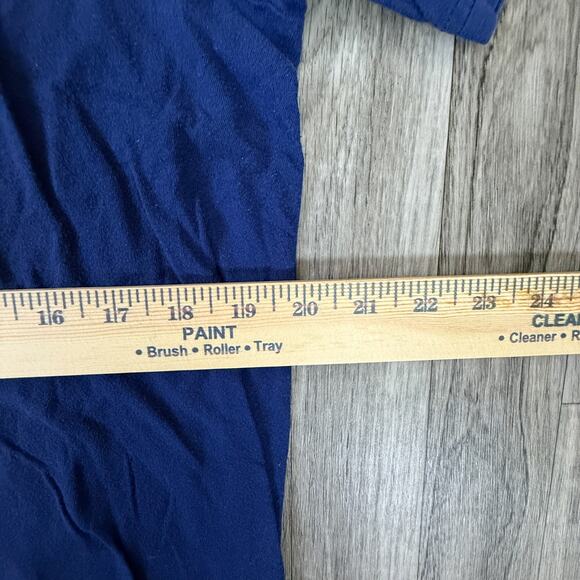 16 17 18 19 20 21 22 23 24
PAINT
• Brush • Roller • Tray
CLEA
• Cleaner • R